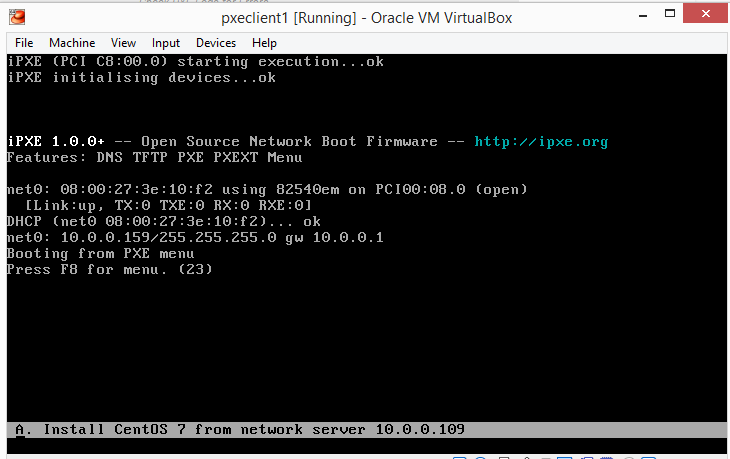 pxeclient1 [Running] - Oracle VM VirtualBox
File Machine View Input Devices Help
iPXE (PCI C8:00.0) starting execution...ok
iPXE initialising devices...ok
iPXE 1.0.0+ -- Open Source Network Boot Firmware -- http://ipxe.org
Features: DNS TFTP PXE PXEXT Menu
net0: 08:00:27:3e:10:f2 using 82540em on PCI00:08.0 (open)
[Link:up, TX:0 TXE:0 RX:0 RXE:0]
DHCP (net0 08:00:27:3e:10:f2)... ok
net0: 10.0.0.159/255.255.255.0 gw 10.0.0.1
Booting from PXE menu
Press F8 for menu. (23)
A. Install CentOS 7 from network server 10.0.0.109